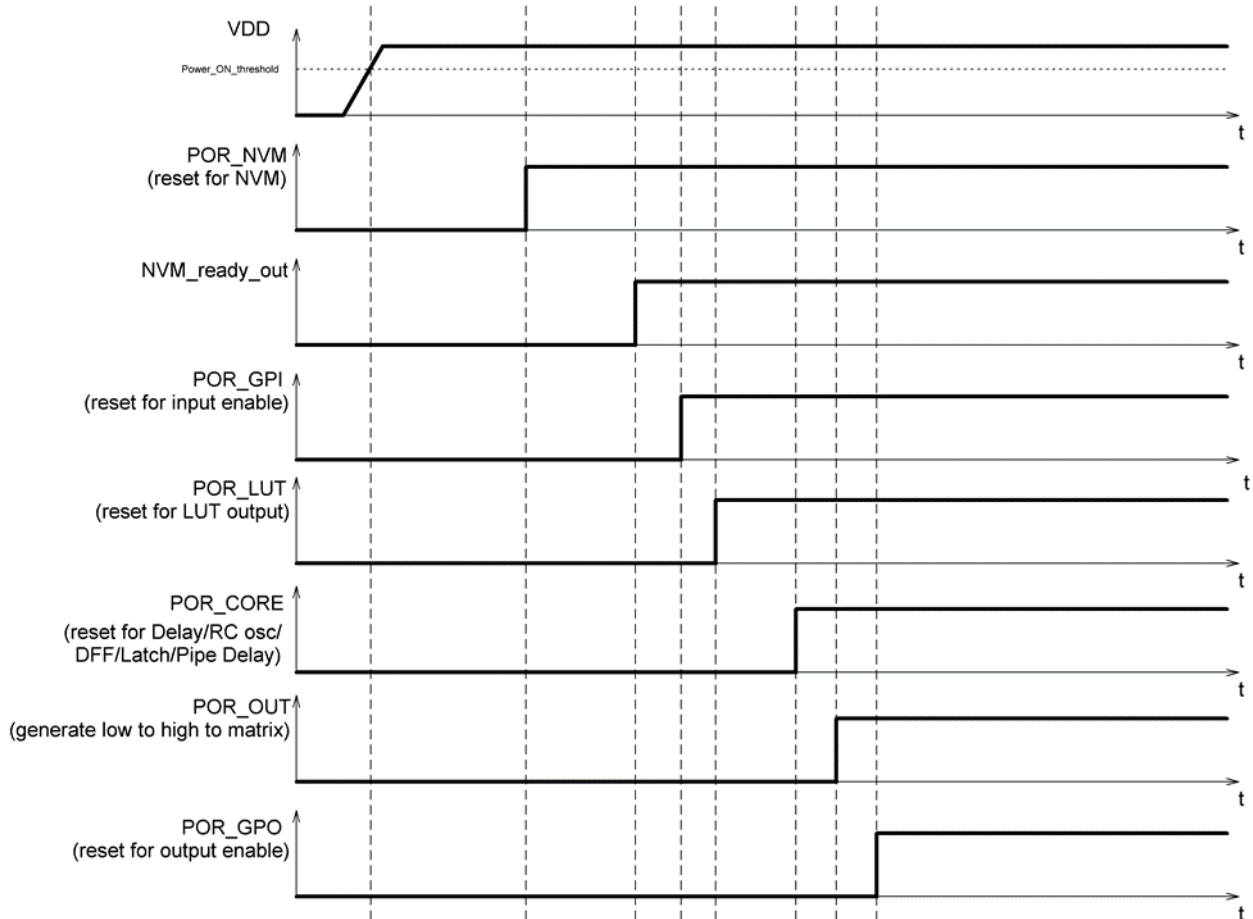 VDD
Power_ON_threshold
t
POR_NVM
(reset for NVM)
t
NVM_ready_out
t
POR_GPI
(reset for input enable)
t
POR_LUT
(reset for LUT output)
t
POR_CORE
(reset for Delay/RC osc/
DFF/Latch/Pipe Delay)
t
POR_OUT
(generate low to high to matrix)
t
POR_GPO
(reset for output enable)
t